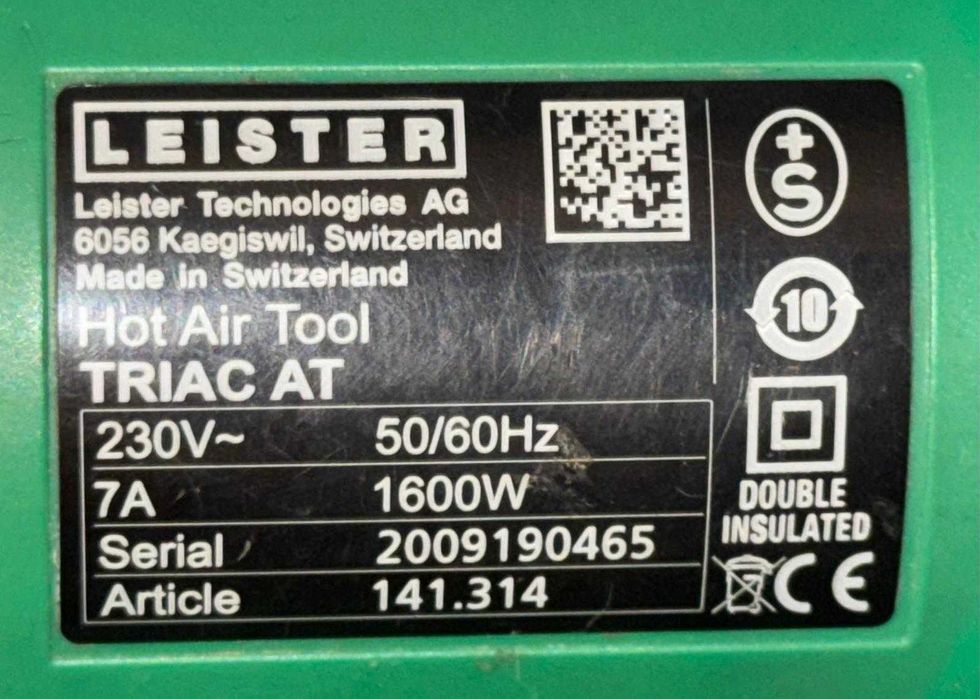 LEISTER
Leister Technologies AG
6056 Kaegiswil, Switzerland
Made in Switzerland
Hot Air Tool
TRIAC AT
230V~ 50/60Hz
7A 1600W
Serial 2009190465
Article 141.314
+S
10
DOUBLE
INSULATED
CE